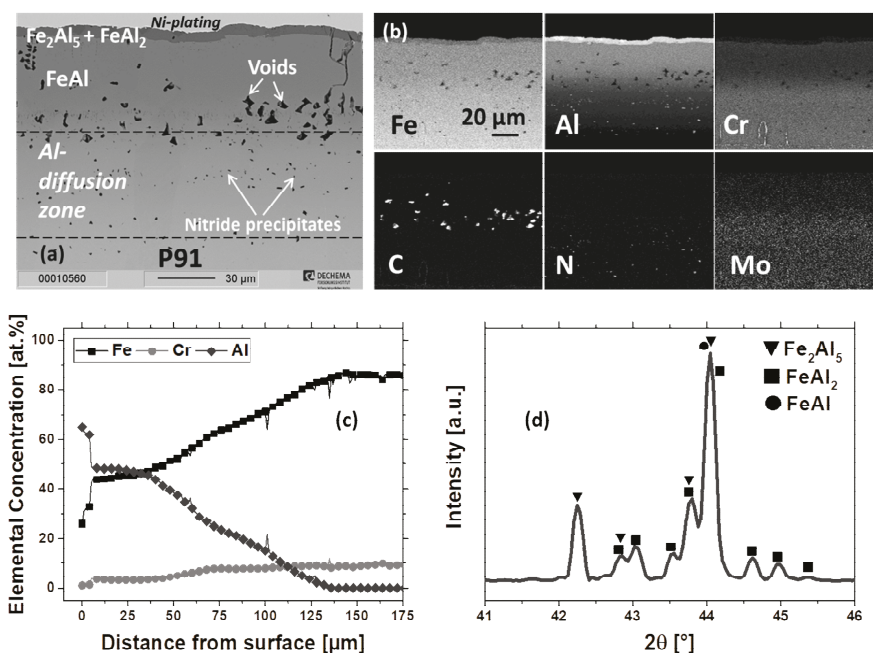 Ni-plating
Fe2Al5 + FeAl2
FeAl
Voids
Al-
diffusion
zone
Nitride precipitates
(a)
P91
00010560
30 µm
DECHEMA
(b)
Fe
20 µm
Al
Cr
C
N
Mo
Elemental Concentration [at.%]
100
80
60
40
20
0
Fe
Cr
Al
(c)
0
25
50
75
100
125
150
175
Distance from surface [µm]
Intensity [a.u.]
(d)
Fe2Al5
FeAl2
FeAl
41
42
43
44
45
46
2θ [°]